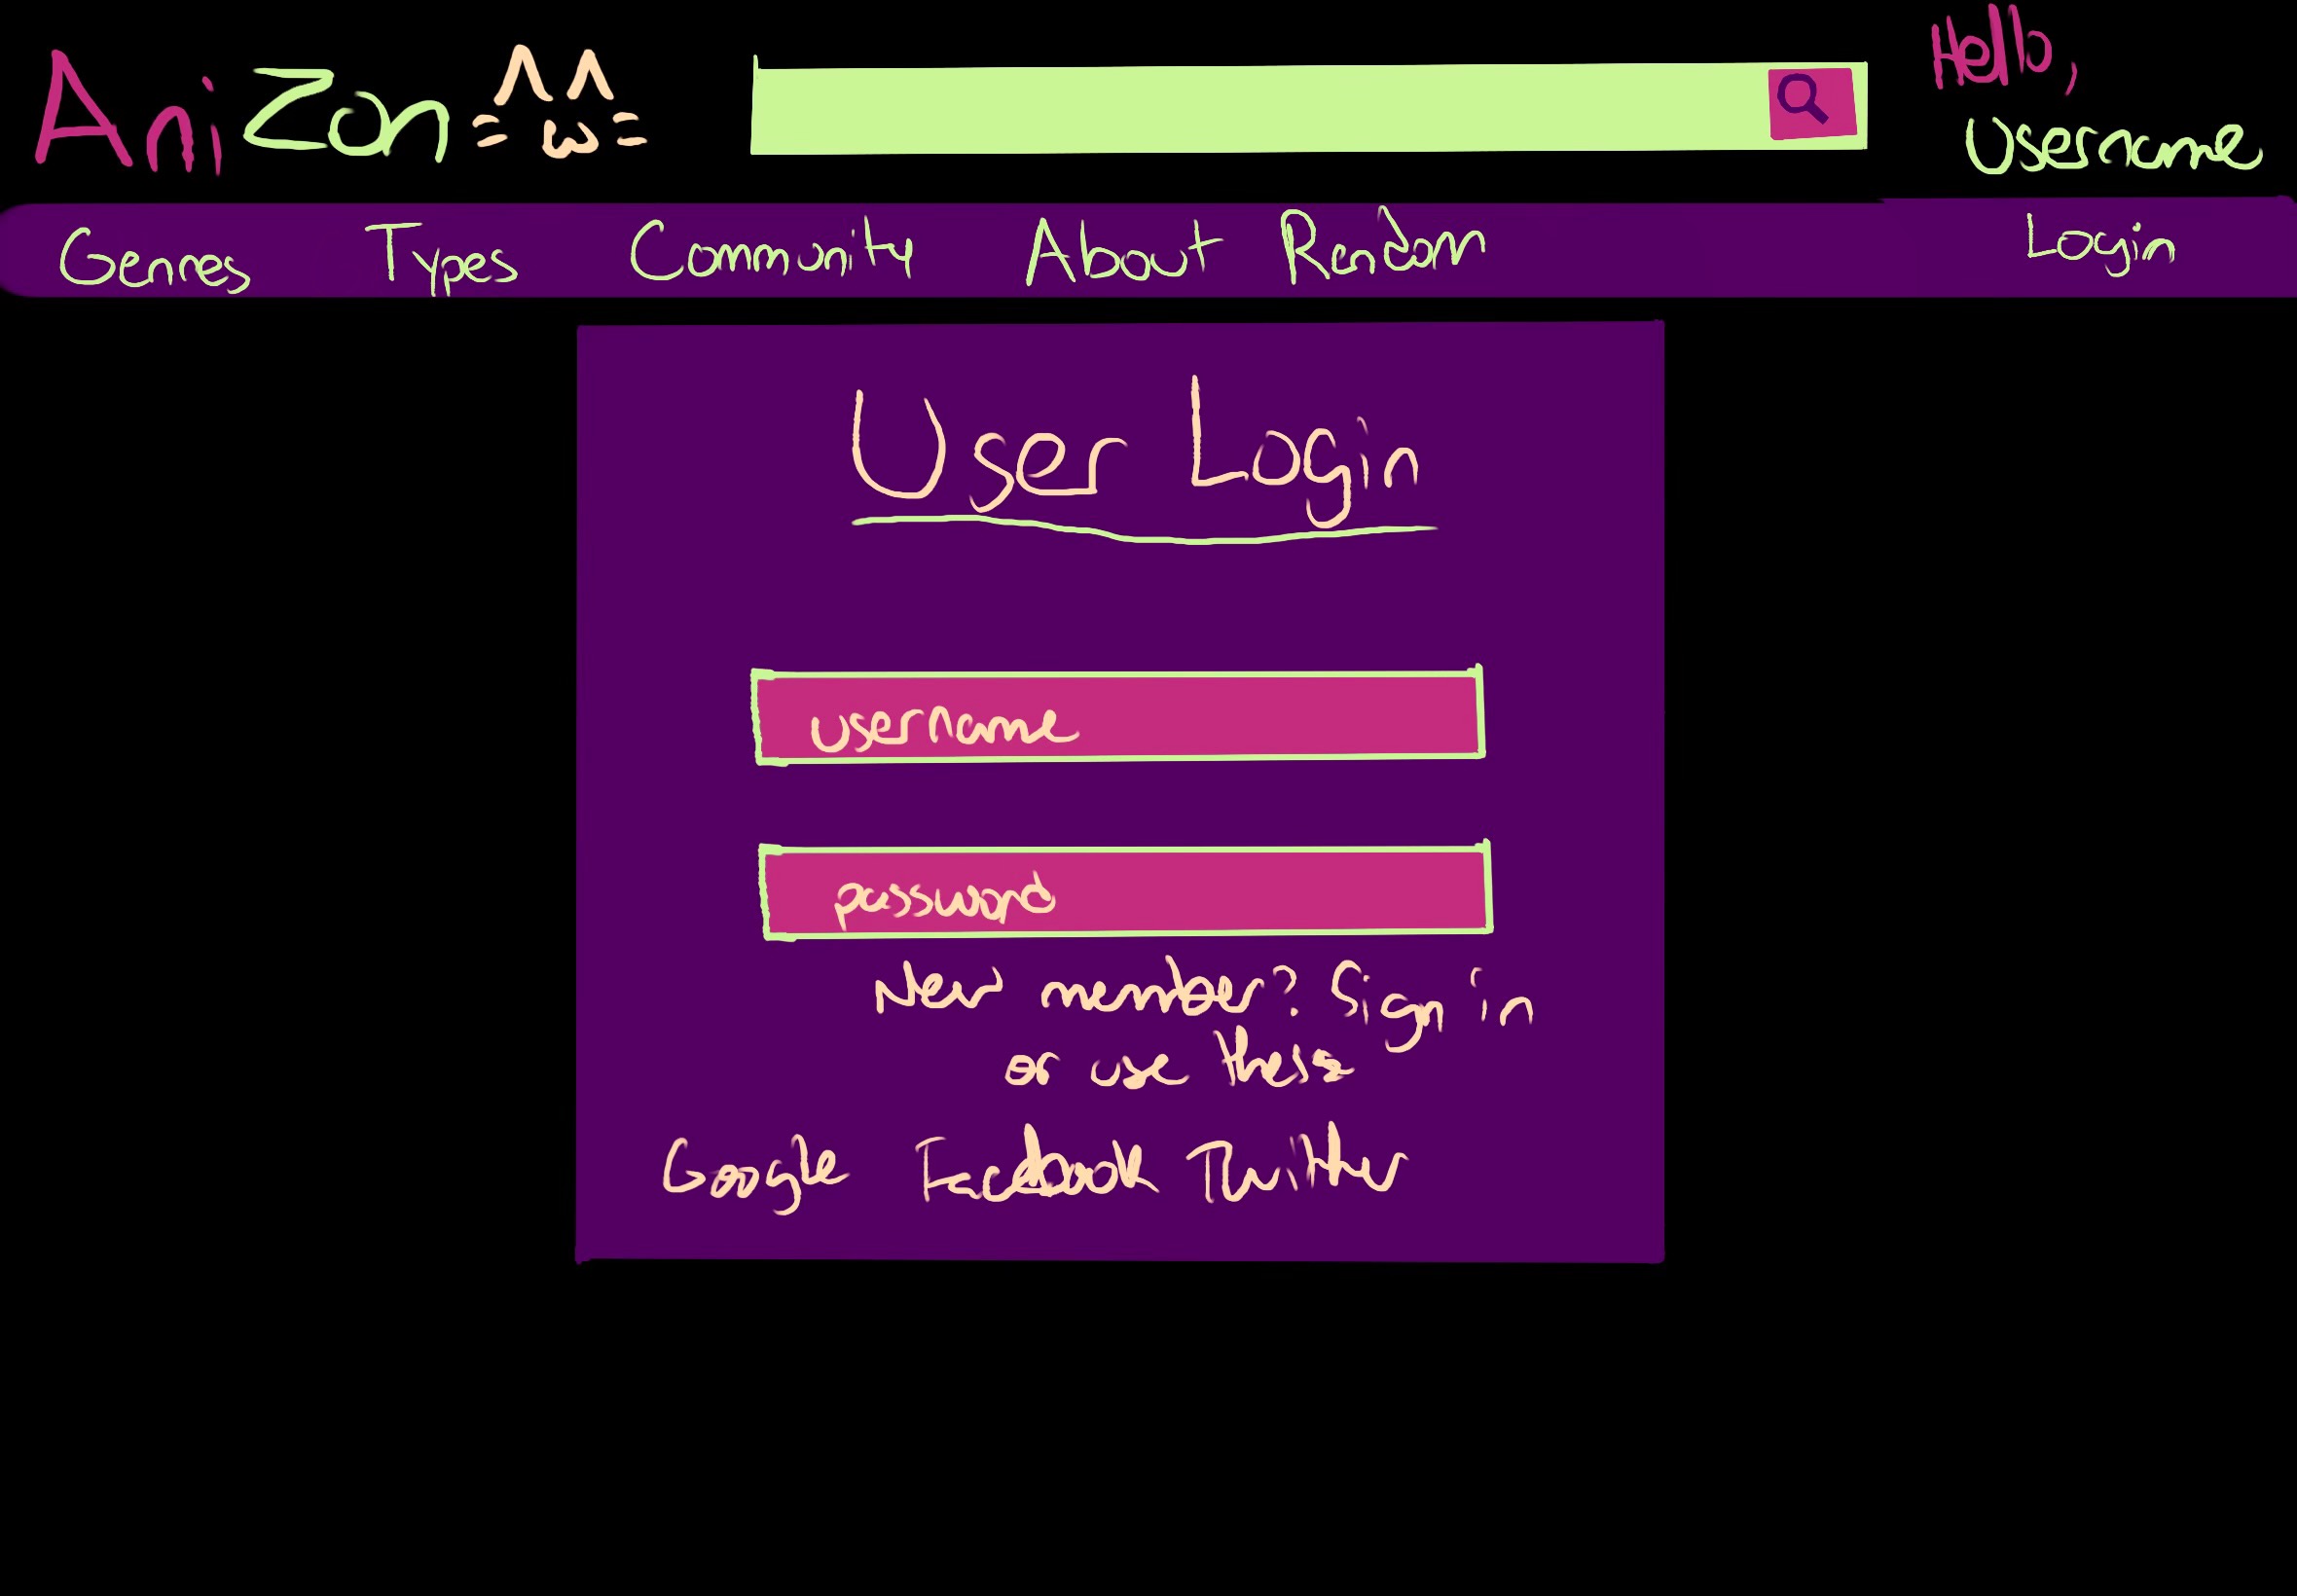 AniZon
Hello,
Username
Genres Types Community About Random Login
User Login
username
password
New member? Sign in
or use this
Google Facebook Twitter